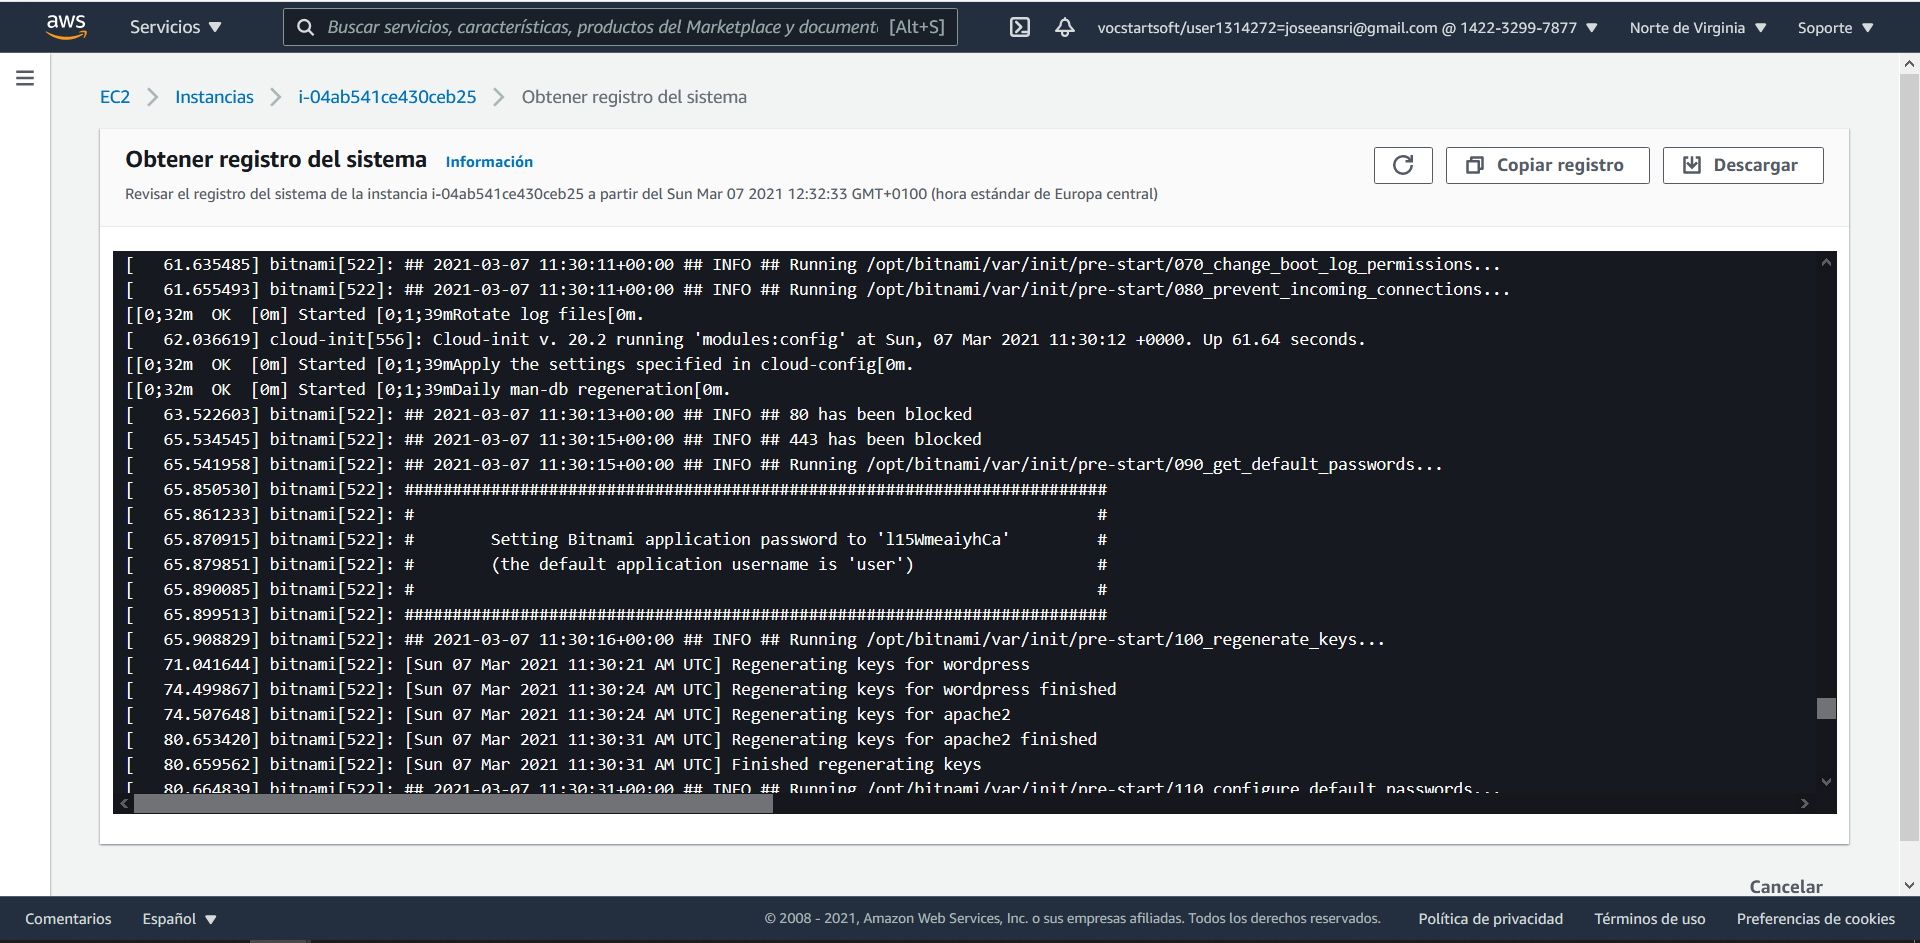 aws
Servicios
Buscar servicios, características, productos del Marketplace y document [Alt+S]
vocstartsoft/user1314272=joseeansri@gmail.com @ 1422-3299-7877
Norte de Virginia
Soporte
EC2 > Instancias > i-04ab541ce430ceb25 > Obtener registro del sistema
Obtener registro del sistema Información
Copiar registro
Descargar
Revisar el registro del sistema de la instancia i-04ab541ce430ceb25 a partir del Sun Mar 07 2021 12:32:33 GMT+0100 (hora estándar de Europa central)
[   61.635485] bitnami[522]: ## 2021-03-07 11:30:11+00:00 ## INFO ## Running /opt/bitnami/var/init/pre-start/070_change_boot_log_permissions...
[   61.655493] bitnami[522]: ## 2021-03-07 11:30:11+00:00 ## INFO ## Running /opt/bitnami/var/init/pre-start/080_prevent_incoming_connections...
[[0;32m  OK  [0m] Started [0;1;39mRotate log files[0m.
[   62.036619] cloud-init[556]: Cloud-init v. 20.2 running 'modules:config' at Sun, 07 Mar 2021 11:30:12 +0000. Up 61.64 seconds.
[[0;32m  OK  [0m] Started [0;1;39mApply the settings specified in cloud-config[0m.
[[0;32m  OK  [0m] Started [0;1;39mDaily man-db regeneration[0m.
[   63.522603] bitnami[522]: ## 2021-03-07 11:30:13+00:00 ## INFO ## 80 has been blocked
[   65.534545] bitnami[522]: ## 2021-03-07 11:30:15+00:00 ## INFO ## 443 has been blocked
[   65.541958] bitnami[522]: ## 2021-03-07 11:30:15+00:00 ## INFO ## Running /opt/bitnami/var/init/pre-start/090_get_default_passwords...
[   65.850530] bitnami[522]: #########################################################################
[   65.861233] bitnami[522]: #                                                                       #
[   65.870915] bitnami[522]: #        Setting Bitnami application password to 'l15WmeaiyhCa'         #
[   65.879851] bitnami[522]: #        (the default application username is 'user')                   #
[   65.890085] bitnami[522]: #                                                                       #
[   65.899513] bitnami[522]: #########################################################################
[   65.908829] bitnami[522]: ## 2021-03-07 11:30:16+00:00 ## INFO ## Running /opt/bitnami/var/init/pre-start/100_regenerate_keys...
[   71.041644] bitnami[522]: [Sun 07 Mar 2021 11:30:21 AM UTC] Regenerating keys for wordpress
[   74.499867] bitnami[522]: [Sun 07 Mar 2021 11:30:24 AM UTC] Regenerating keys for wordpress finished
[   74.507648] bitnami[522]: [Sun 07 Mar 2021 11:30:24 AM UTC] Regenerating keys for apache2
[   80.653420] bitnami[522]: [Sun 07 Mar 2021 11:30:31 AM UTC] Regenerating keys for apache2 finished
[   80.659562] bitnami[522]: [Sun 07 Mar 2021 11:30:31 AM UTC] Finished regenerating keys
[   80.664839] bitnami[522]: ## 2021-03-07 11:30:31+00:00 ## INFO ## Running /opt/bitnami/var/init/pre-start/110_configure_default_passwords...
Cancelar
Comentarios
Español
© 2008 - 2021, Amazon Web Services, Inc. o sus empresas afiliadas. Todos los derechos reservados.
Política de privacidad
Términos de uso
Preferencias de cookies